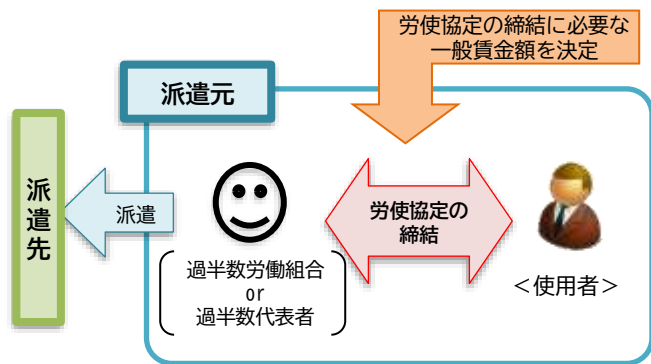 労使協定の締結に必要な
一般賃金額を決定
派遣元
派遣先
派遣
労使協定の
締結
過半数労働組合
or
過半数代表者
＜使用者＞